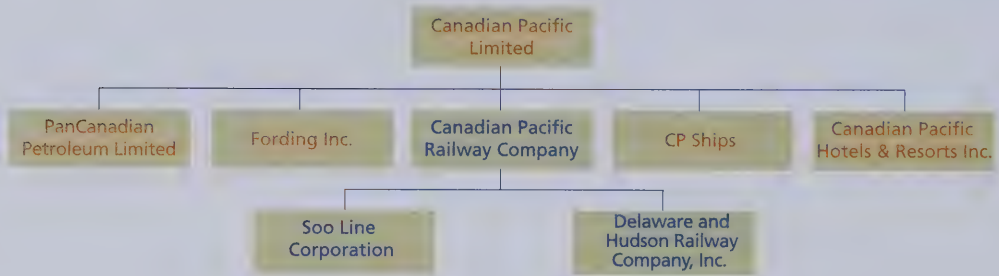 Canadian Pacific
Limited
PanCanadian
Petroleum Limited
Fording Inc.
Canadian Pacific
Railway Company
CP Ships
Canadian Pacific
Hotels & Resorts Inc.
Soo Line
Corporation
Delaware and
Hudson Railway
Company, Inc.